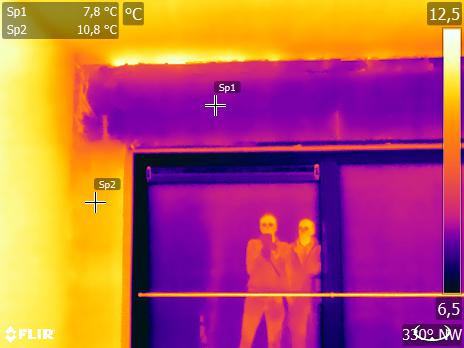 Sp1 7,8 °C °C 12,5
Sp2 10,8 °C
Sp1
Sp2
6,5
FLIR 330° NW